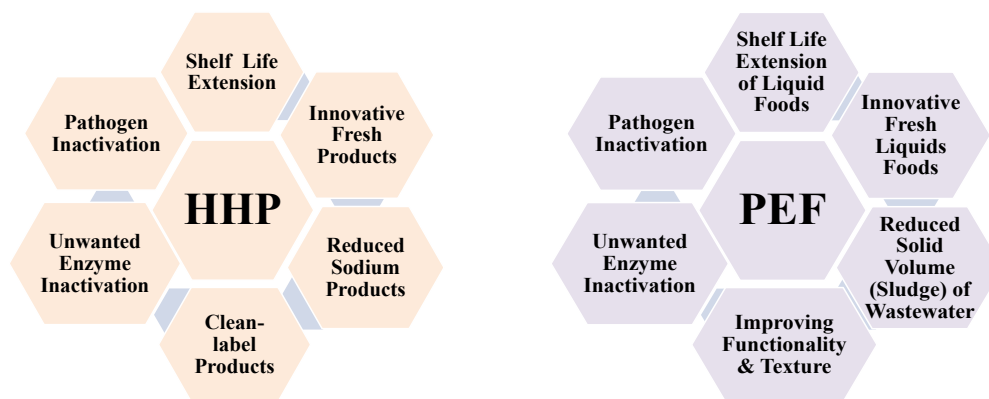 Shelf Life
Extension
Innovative
Fresh
Products
Reduced
Sodium
Products
Clean-
label
Products
Unwanted
Enzyme
Inactivation
Pathogen
Inactivation
HHP
Shelf Life
Extension
of Liquid
Foods
Innovative
Fresh
Liquids
Foods
Reduced
Solid
Volume
(Sludge) of
Wastewater
Improving
Functionality
& Texture
Unwanted
Enzyme
Inactivation
Pathogen
Inactivation
PEF